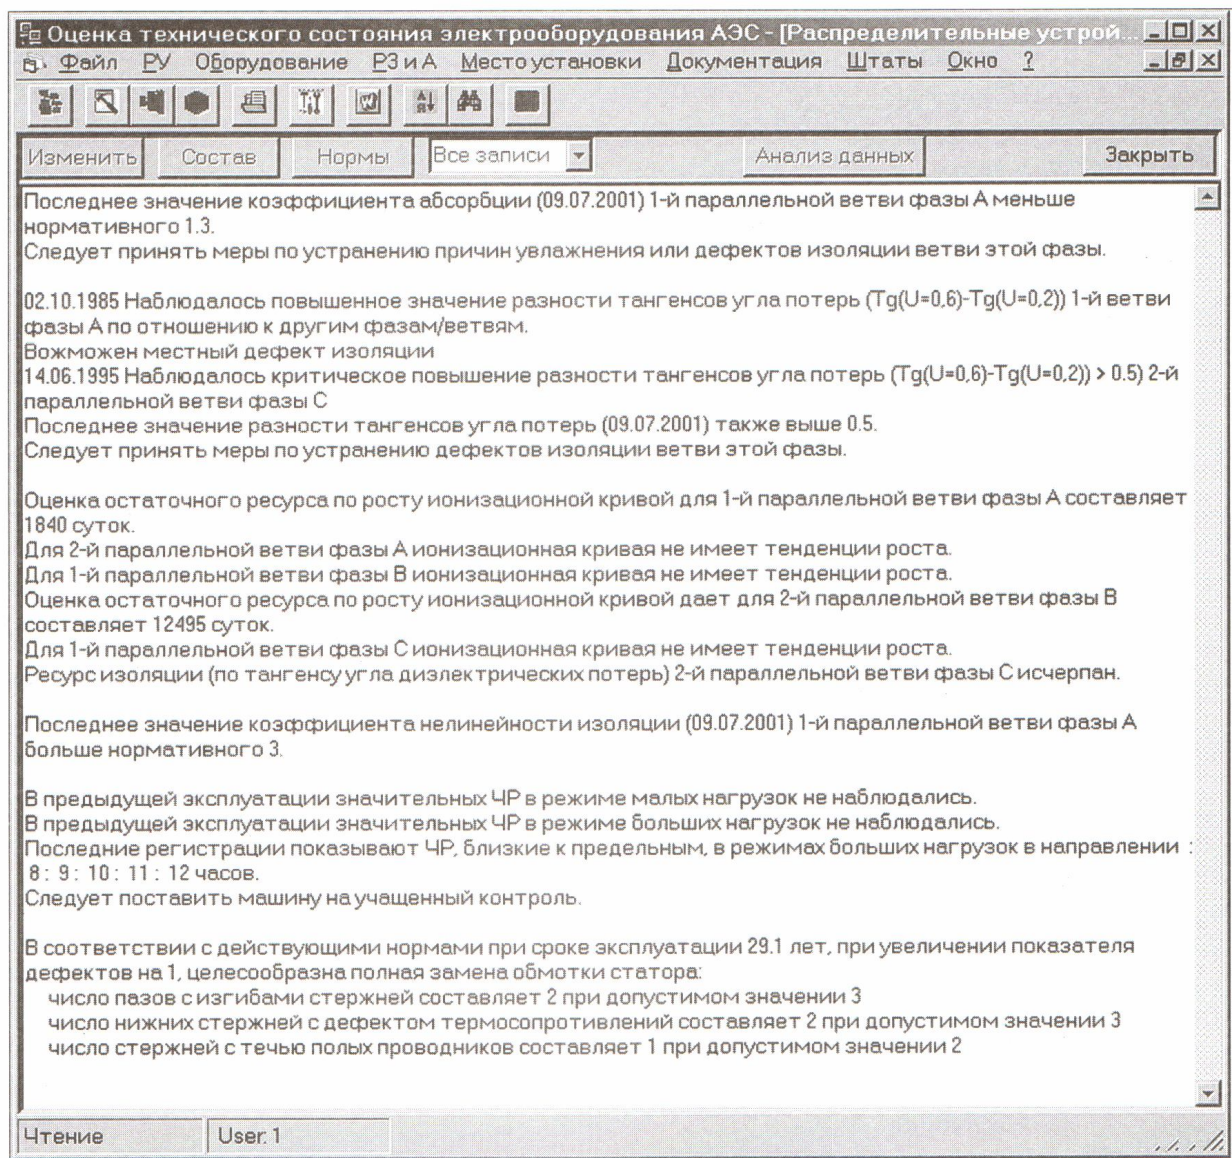 Оценка технического состояния электрооборудования АЭС - [Распределительные устрой...
Файл РУ Оборудование РЗ и А Место установки Документация Штаты Окно ?
Изменить Состав Нормы Все записи Анализ данных Закрыть
Последнее значение коэффициента абсорбции (09.07.2001) 1-й параллельной ветви фазы А меньше
нормативного 1.3.
Следует принять меры по устранению причин увлажнения или дефектов изоляции ветви этой фазы.
02.10.1985 Наблюдалось повышенное значение разности тангенсов угла потерь (Tg(U=0,6)-Tg(U=0,2)) 1-й ветви
фазы А по отношению к другим фазам/ветвям.
Вожможен местный дефект изоляции
14.06.1995 Наблюдалось критическое повышение разности тангенсов угла потерь (Tg(U=0,6)-Tg(U=0,2)) > 0.5) 2-й
параллельной ветви фазы С
Последнее значение разности тангенсов угла потерь (09.07.2001) также выше 0.5.
Следует принять меры по устранению дефектов изоляции ветви этой фазы.
Оценка остаточного ресурса по росту ионизационной кривой для 1-й параллельной ветви фазы А составляет
1840 суток.
Для 2-й параллельной ветви фазы А ионизационная кривая не имеет тенденции роста.
Для 1-й параллельной ветви фазы В ионизационная кривая не имеет тенденции роста.
Оценка остаточного ресурса по росту ионизационной кривой дает для 2-й параллельной ветви фазы В
составляет 12495 суток.
Для 1-й параллельной ветви фазы С ионизационная кривая не имеет тенденции роста.
Ресурс изоляции (по тангенсу угла диэлектрических потерь) 2-й параллельной ветви фазы С исчерпан.
Последнее значение коэффициента нелинейности изоляции (09.07.2001) 1-й параллельной ветви фазы А
больше нормативного 3.
В предыдущей эксплуатации значительных ЧР в режиме малых нагрузок не наблюдались.
В предыдущей эксплуатации значительных ЧР в режиме больших нагрузок не наблюдались.
Последние регистрации показывают ЧР, близкие к предельным, в режимах больших нагрузок в направлении :
8 : 9 : 10 : 11 : 12 часов.
Следует поставить машину на учащенный контроль.
В соответствии с действующими нормами при сроке эксплуатации 29.1 лет, при увеличении показателя
дефектов на 1, целесообразна полная замена обмотки статора:
число пазов с изгибами стержней составляет 2 при допустимом значении 3
число нижних стержней с дефектом термосопротивлений составляет 2 при допустимом значении 3
число стержней с течью полых проводников составляет 1 при допустимом значении 2
Чтение User: 1